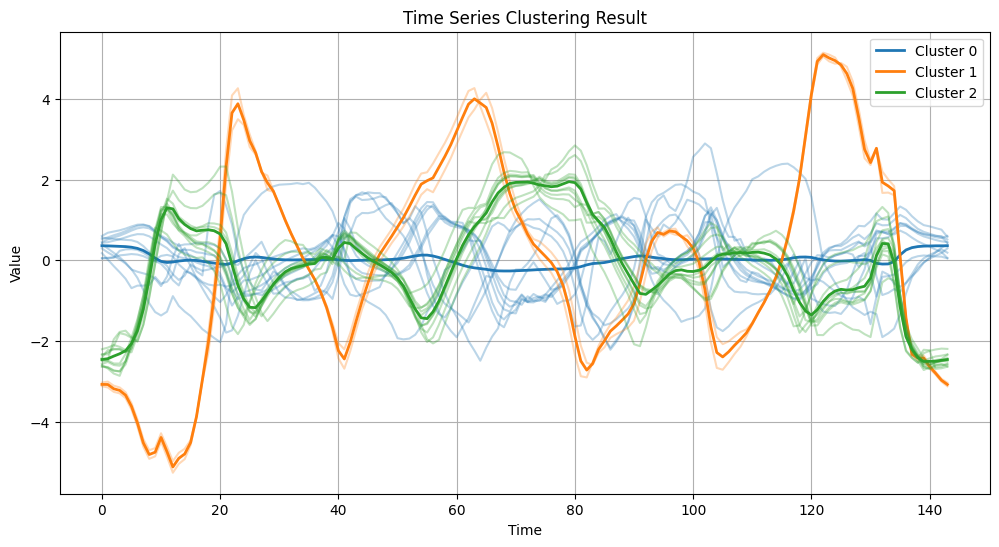 Time Series Clustering Result
Cluster 0
Cluster 1
Cluster 2
Value
4
2
0
−2
−4
0 20 40 60 80 100 120 140
Time